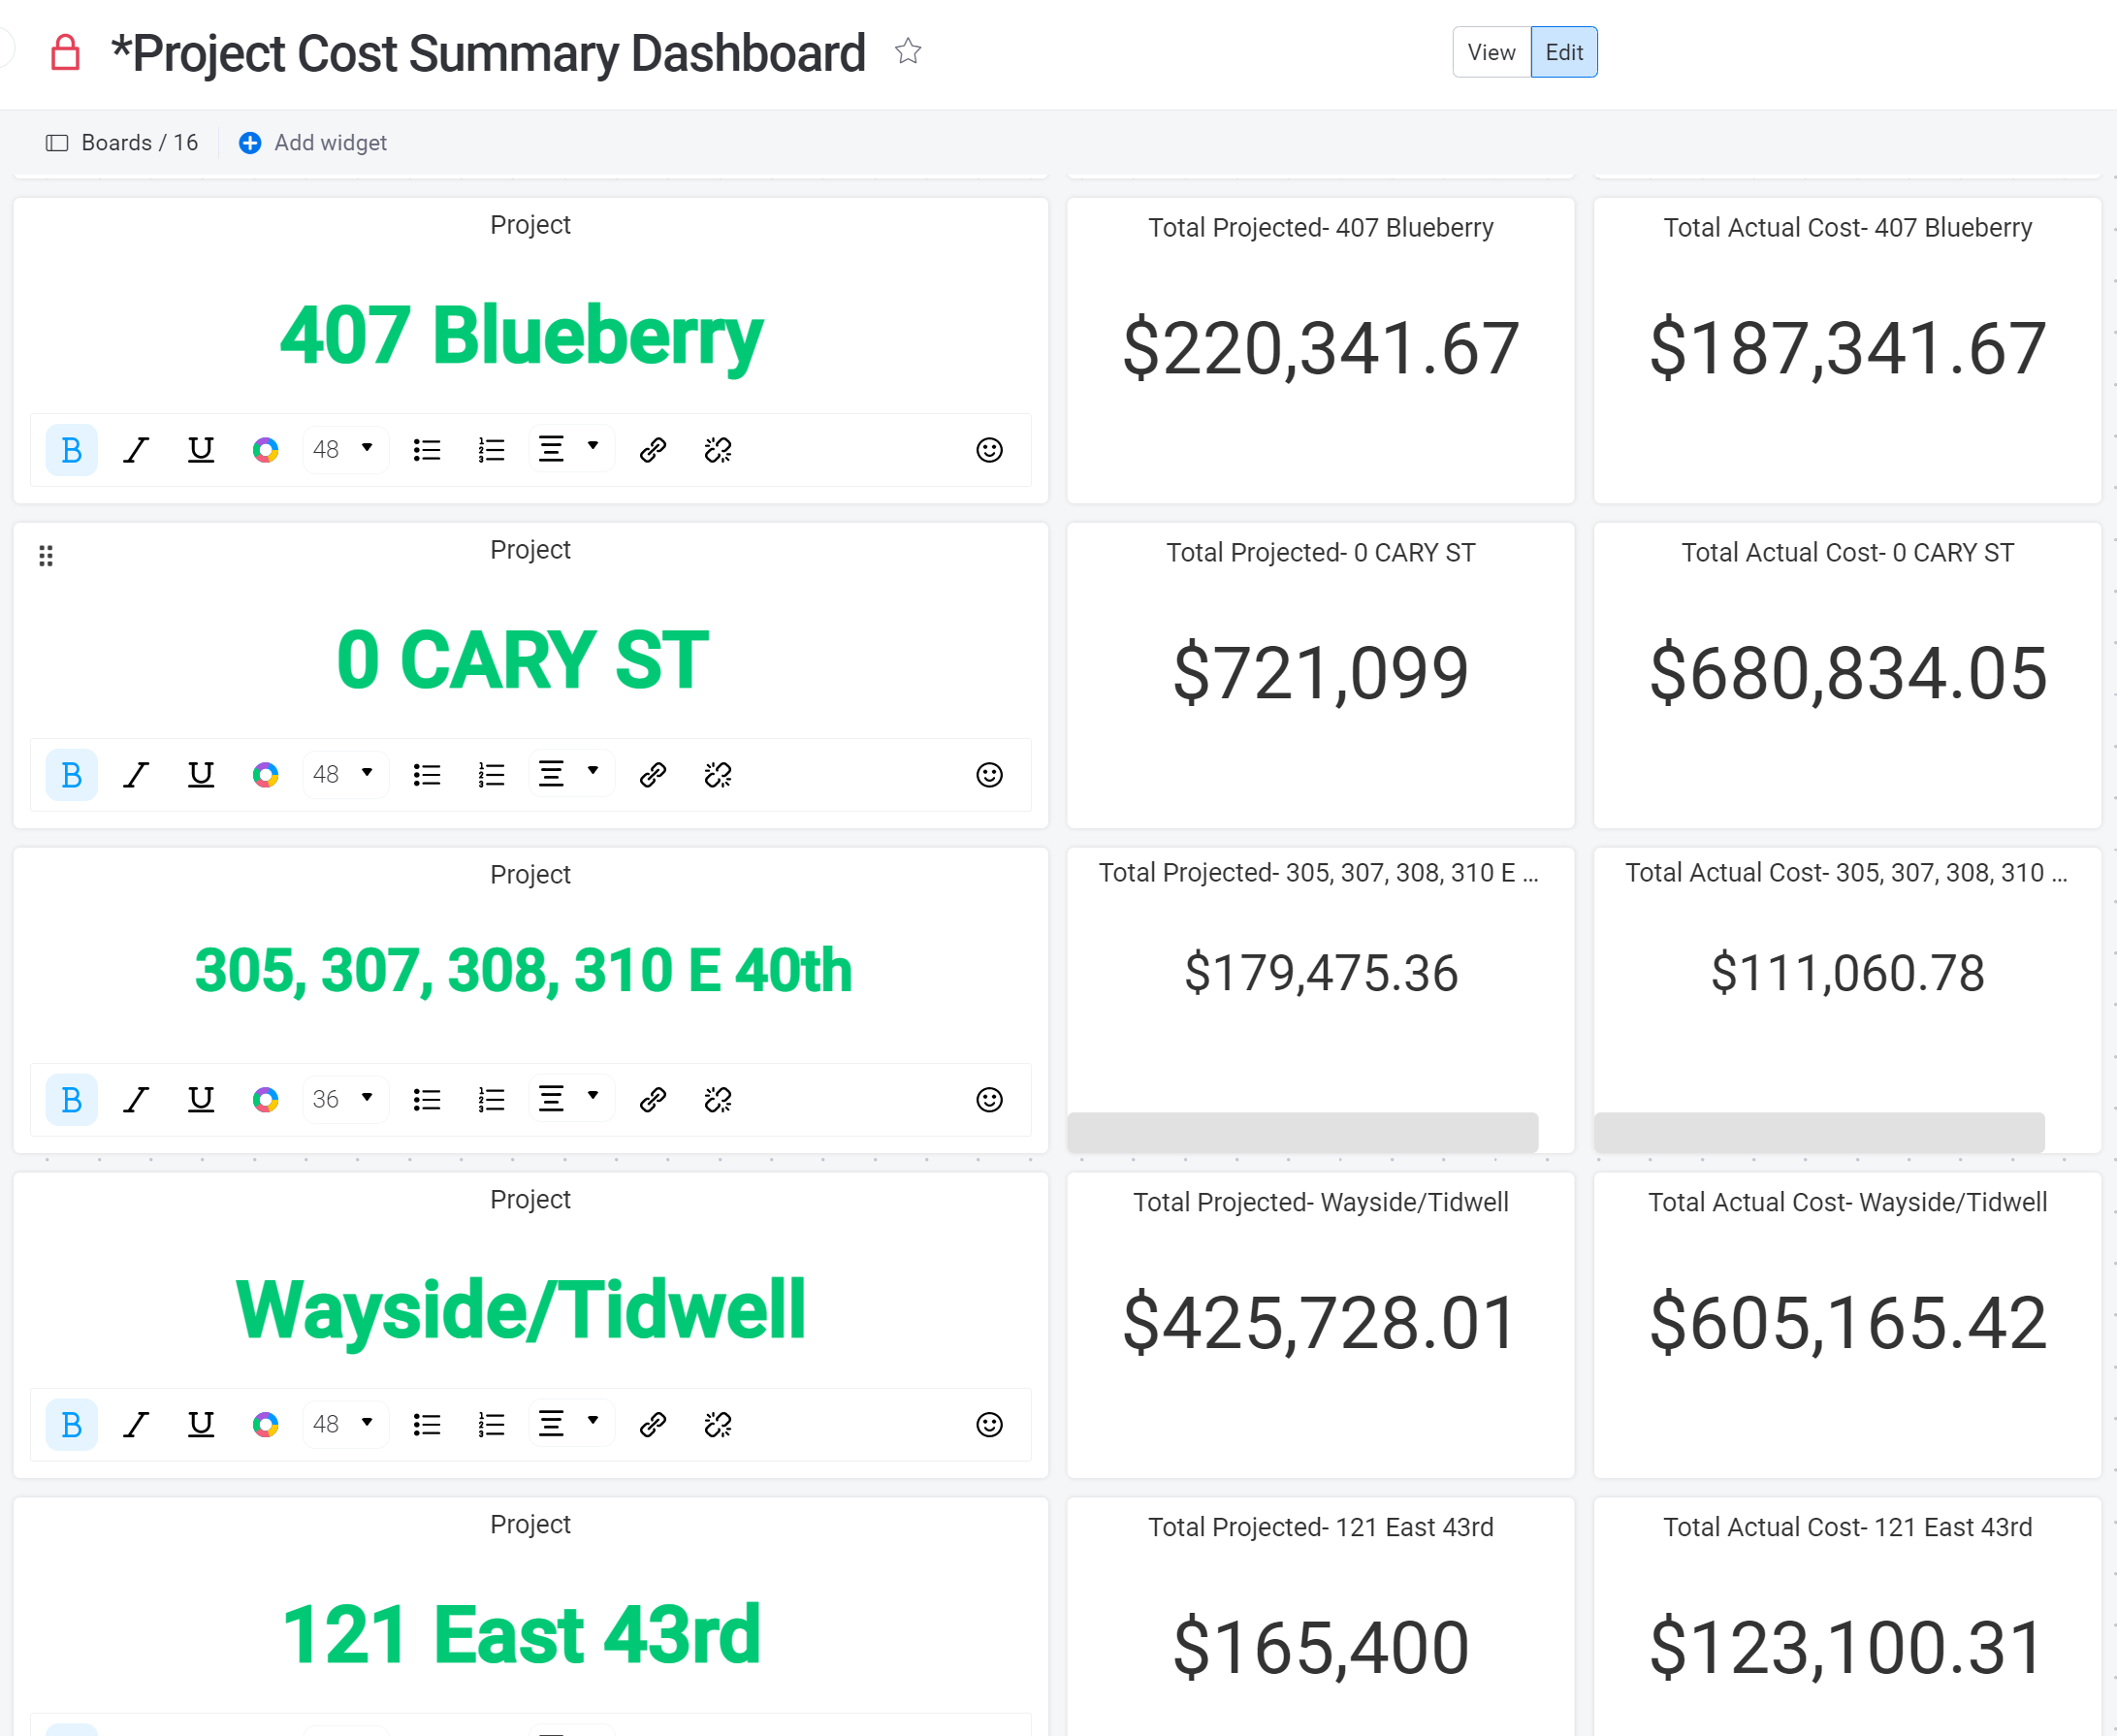 *Project Cost Summary Dashboard
View Edit
Boards / 16 Add widget
Project
407 Blueberry
B I U 48
Total Projected- 407 Blueberry
$220,341.67
Total Actual Cost- 407 Blueberry
$187,341.67
Project
0 CARY ST
B I U 48
Total Projected- 0 CARY ST
$721,099
Total Actual Cost- 0 CARY ST
$680,834.05
Project
305, 307, 308, 310 E 40th
B I U 36
Total Projected- 305, 307, 308, 310 E ...
$179,475.36
Total Actual Cost- 305, 307, 308, 310 ...
$111,060.78
Project
Wayside/Tidwell
B I U 48
Total Projected- Wayside/Tidwell
$425,728.01
Total Actual Cost- Wayside/Tidwell
$605,165.42
Project
121 East 43rd
Total Projected- 121 East 43rd
$165,400
Total Actual Cost- 121 East 43rd
$123,100.31